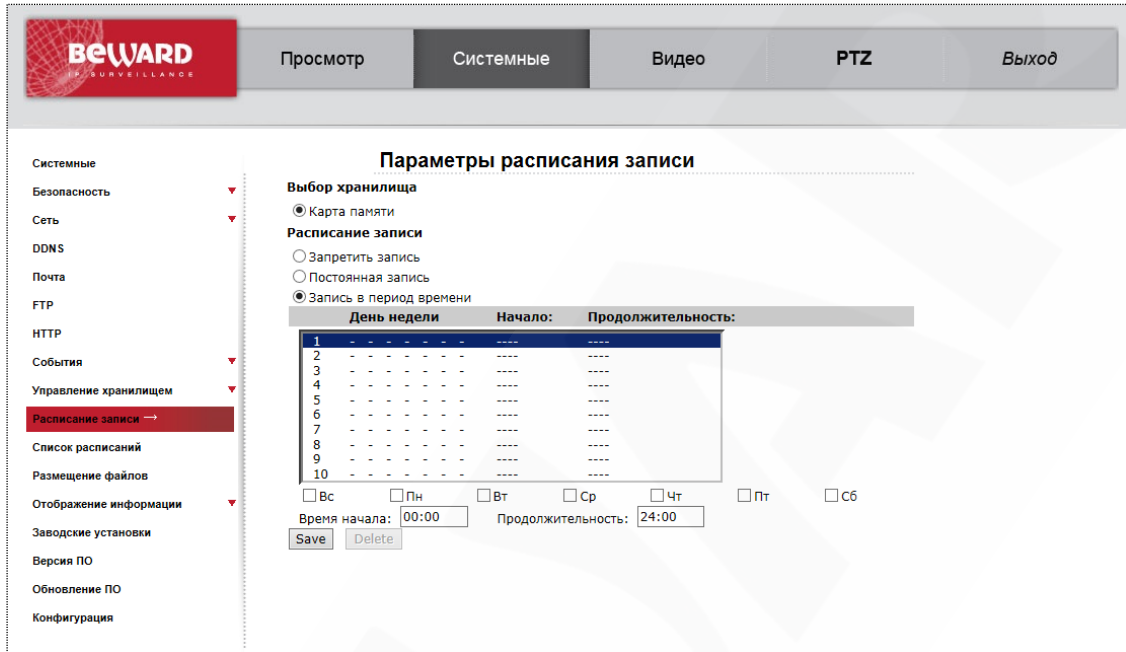 BEWARD
IP SURVEILLANCE
Просмотр Системные Видео PTZ Выход
Системные
Безопасность
Сеть
DDNS
Почта
FTP
HTTP
События
Управление хранилищем
Расписание записи →
Список расписаний
Размещение файлов
Отображение информации
Заводские установки
Версия ПО
Обновление ПО
Конфигурация
Параметры расписания записи
Выбор хранилища
Карта памяти
Расписание записи
Запретить запись
Постоянная запись
Запись в период времени
День недели Начало: Продолжительность:
1 - - - - - - - ---- ----
2 - - - - - - - ---- ----
3 - - - - - - - ---- ----
4 - - - - - - - ---- ----
5 - - - - - - - ---- ----
6 - - - - - - - ---- ----
7 - - - - - - - ---- ----
8 - - - - - - - ---- ----
9 - - - - - - - ---- ----
10 - - - - - - - ---- ----
Вс Пн Вт Ср Чт Пт Сб
Время начала: 00:00 Продолжительность: 24:00
Save Delete